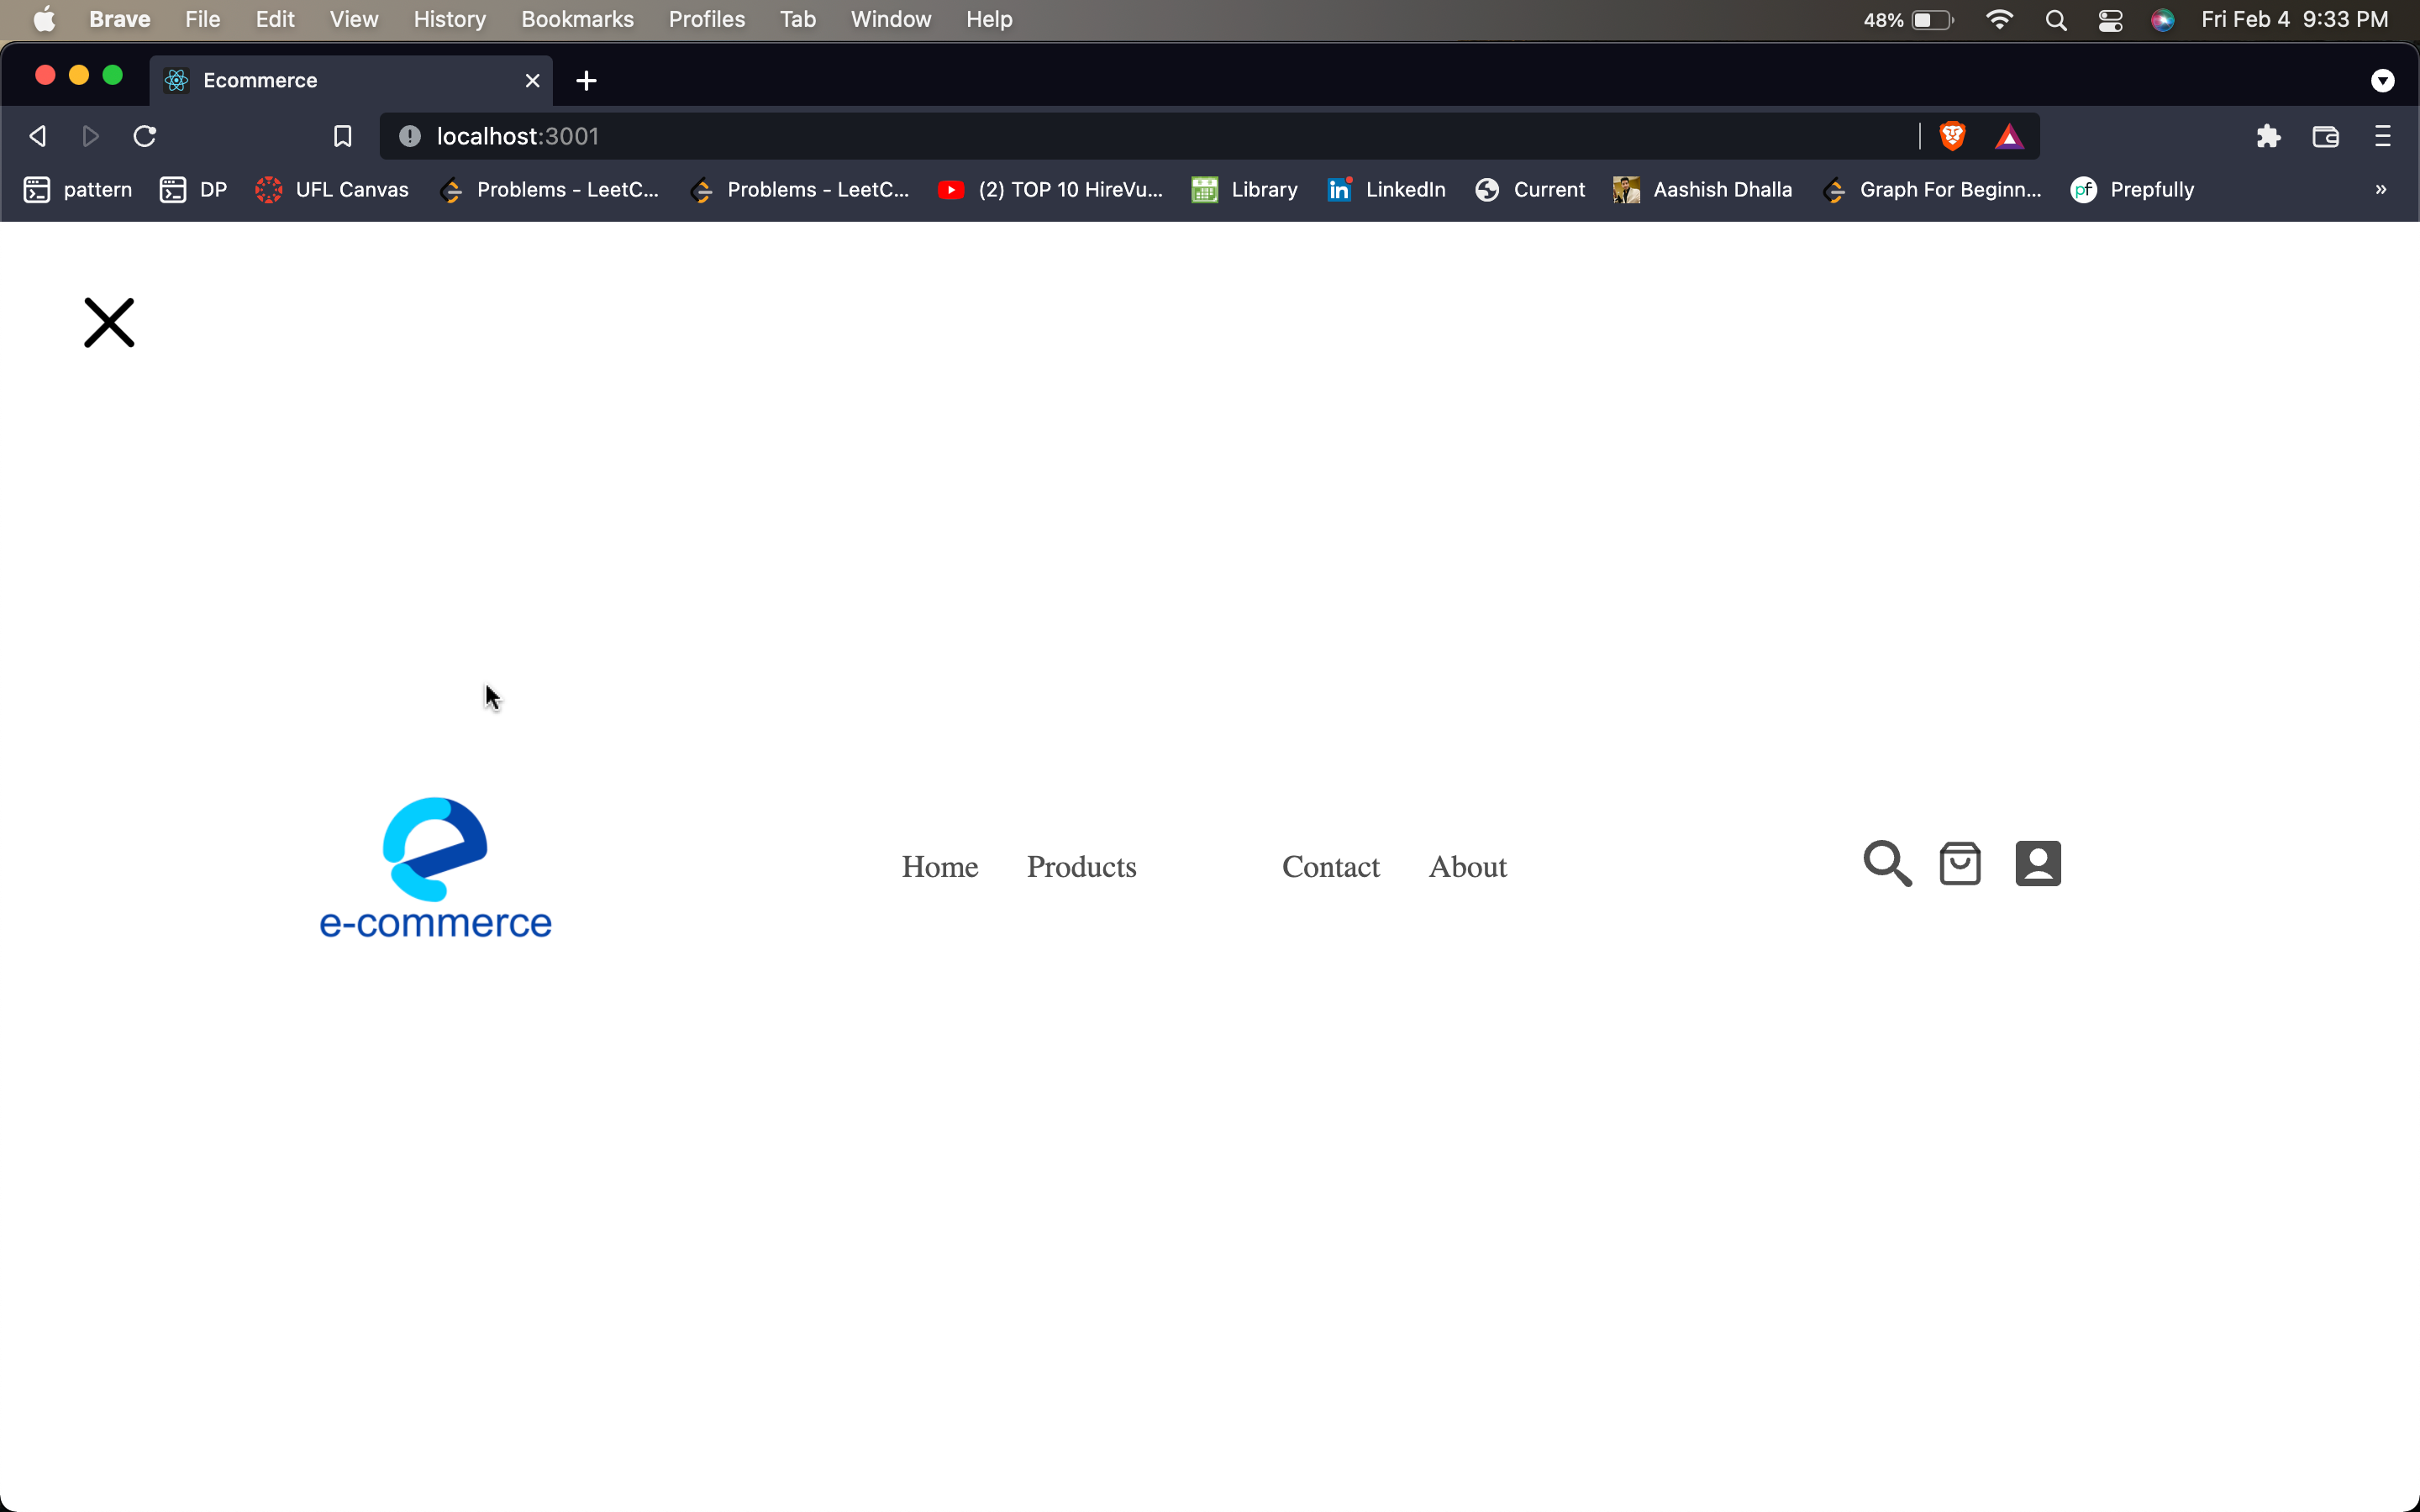 Brave File Edit View History Bookmarks Profiles Tab Window Help 48% Fri Feb 4 9:33 PM
Ecommerce
localhost:3001
pattern DP UFL Canvas Problems - LeetC... Problems - LeetC... (2) TOP 10 HireVu... Library in LinkedIn Current Aashish Dhalla Graph For Beginn... pf Prepfully »
Home Products Contact About
e-commerce